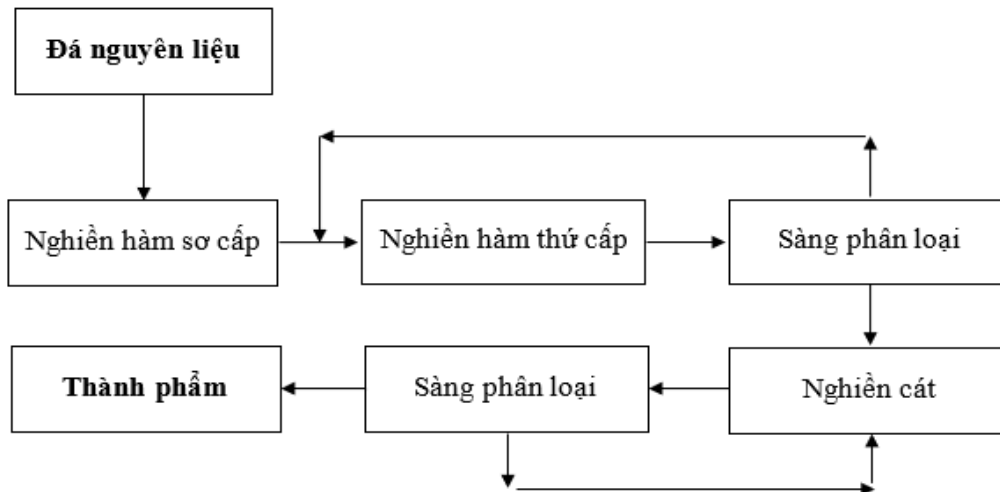 Đá nguyên liệu
Nghiền hàm sơ cấp
Nghiền hàm thứ cấp
Sàng phân loại
Thành phẩm
Sàng phân loại
Nghiền cát